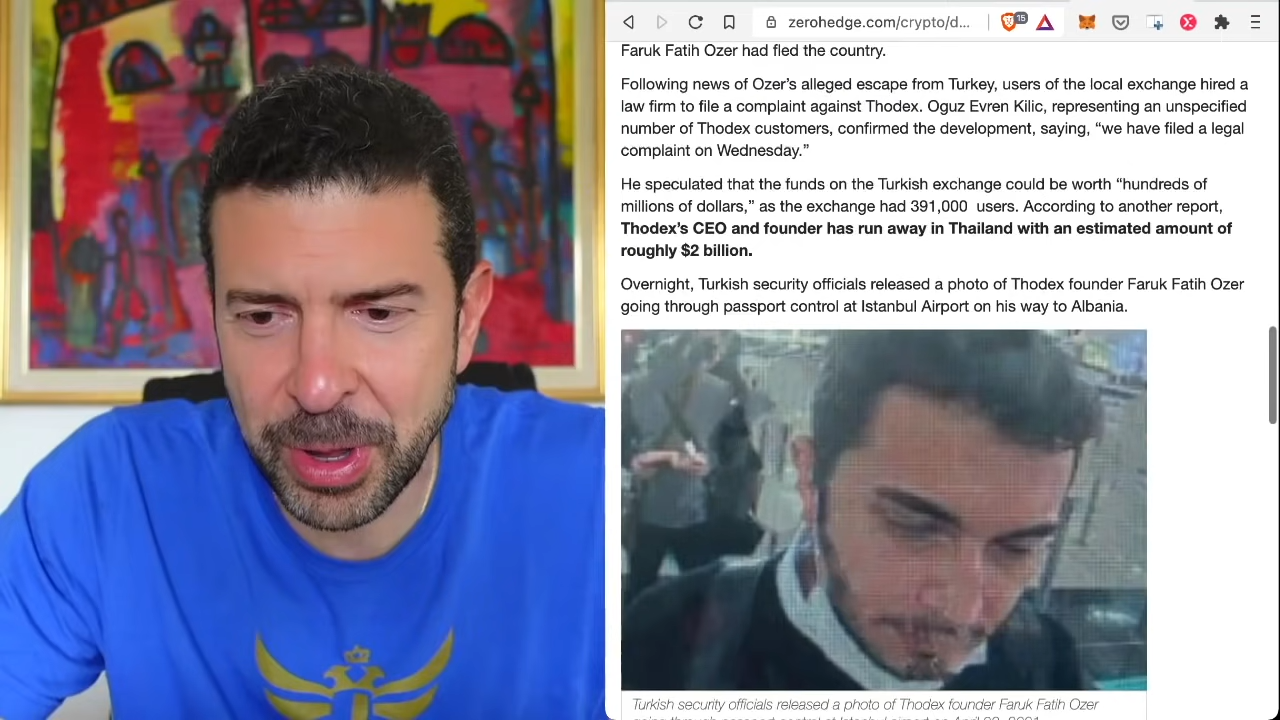 zerohedge.com/crypto/d...
15
Faruk Fatih Ozer had fled the country.
Following news of Ozer’s alleged escape from Turkey, users of the local exchange hired a
law firm to file a complaint against Thodex. Oguz Evren Kilic, representing an unspecified
number of Thodex customers, confirmed the development, saying, “we have filed a legal
complaint on Wednesday.”
He speculated that the funds on the Turkish exchange could be worth “hundreds of
millions of dollars,” as the exchange had 391,000  users. According to another report,
Thodex’s CEO and founder has run away in Thailand with an estimated amount of
roughly $2 billion.
Overnight, Turkish security officials released a photo of Thodex founder Faruk Fatih Ozer
going through passport control at Istanbul Airport on his way to Albania.
Turkish security officials released a photo of Thodex founder Faruk Fatih Ozer